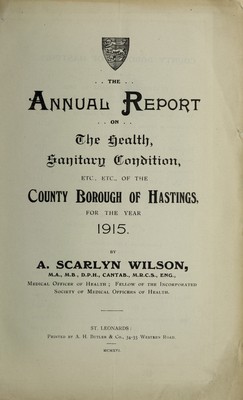 . . THE . .
ANNUAL REPORT
. . ON . .
The Health,
Sanitary Condition,
ETC., ETC., OF THE
COUNTY BOROUGH OF HASTINGS,
FOR THE YEAR
1915,
BY
A. SCARLYN WILSON,
M.A., M.B., D.P.H., CANTAB., M.R.C.S., ENG.,
MEDICAL OFFICER OF HEALTH; FELLOW OF THE INCORPORATED
SOCIETY OF MEDICAL OFFICERS OF HEALTH.
ST. LEONARDS:
PRINTED BY A. H. BUTLER & CO., 34-35 WESTERN ROAD.
MCMXVI.